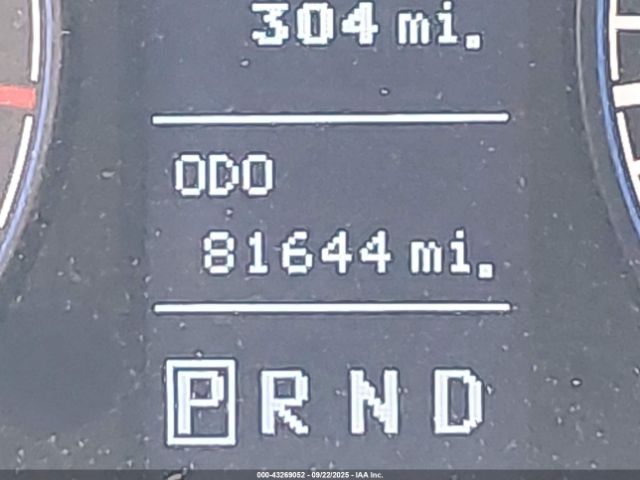 304 mi.
ODO
81644 mi.
P R N D
000-43269052 - 09/22/2025 - IAA Inc.